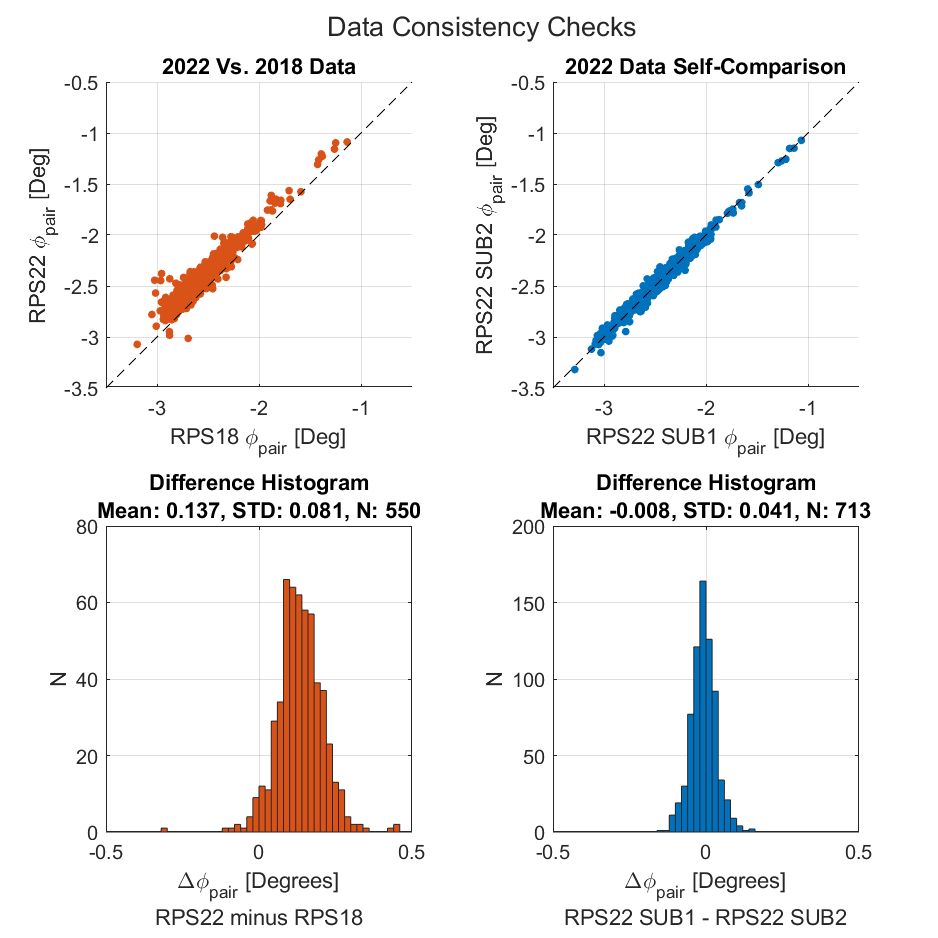 Data Consistency Checks
2022 Vs. 2018 Data
-0.5
-1
-1.5
-2
-2.5
-3
-3.5
RPS22 ϕpair [Deg]
-3
-2
-1
RPS18 ϕpair [Deg]
2022 Data Self-Comparison
-0.5
-1
-1.5
-2
-2.5
-3
-3.5
RPS22 SUB2 ϕpair [Deg]
-3
-2
-1
RPS22 SUB1 ϕpair [Deg]
Difference Histogram
Mean: 0.137, STD: 0.081, N: 550
80
60
40
20
0
N
-0.5
0
0.5
Δϕpair [Degrees]
RPS22 minus RPS18
Difference Histogram
Mean: -0.008, STD: 0.041, N: 713
200
150
100
50
0
N
-0.5
0
0.5
Δϕpair [Degrees]
RPS22 SUB1 - RPS22 SUB2